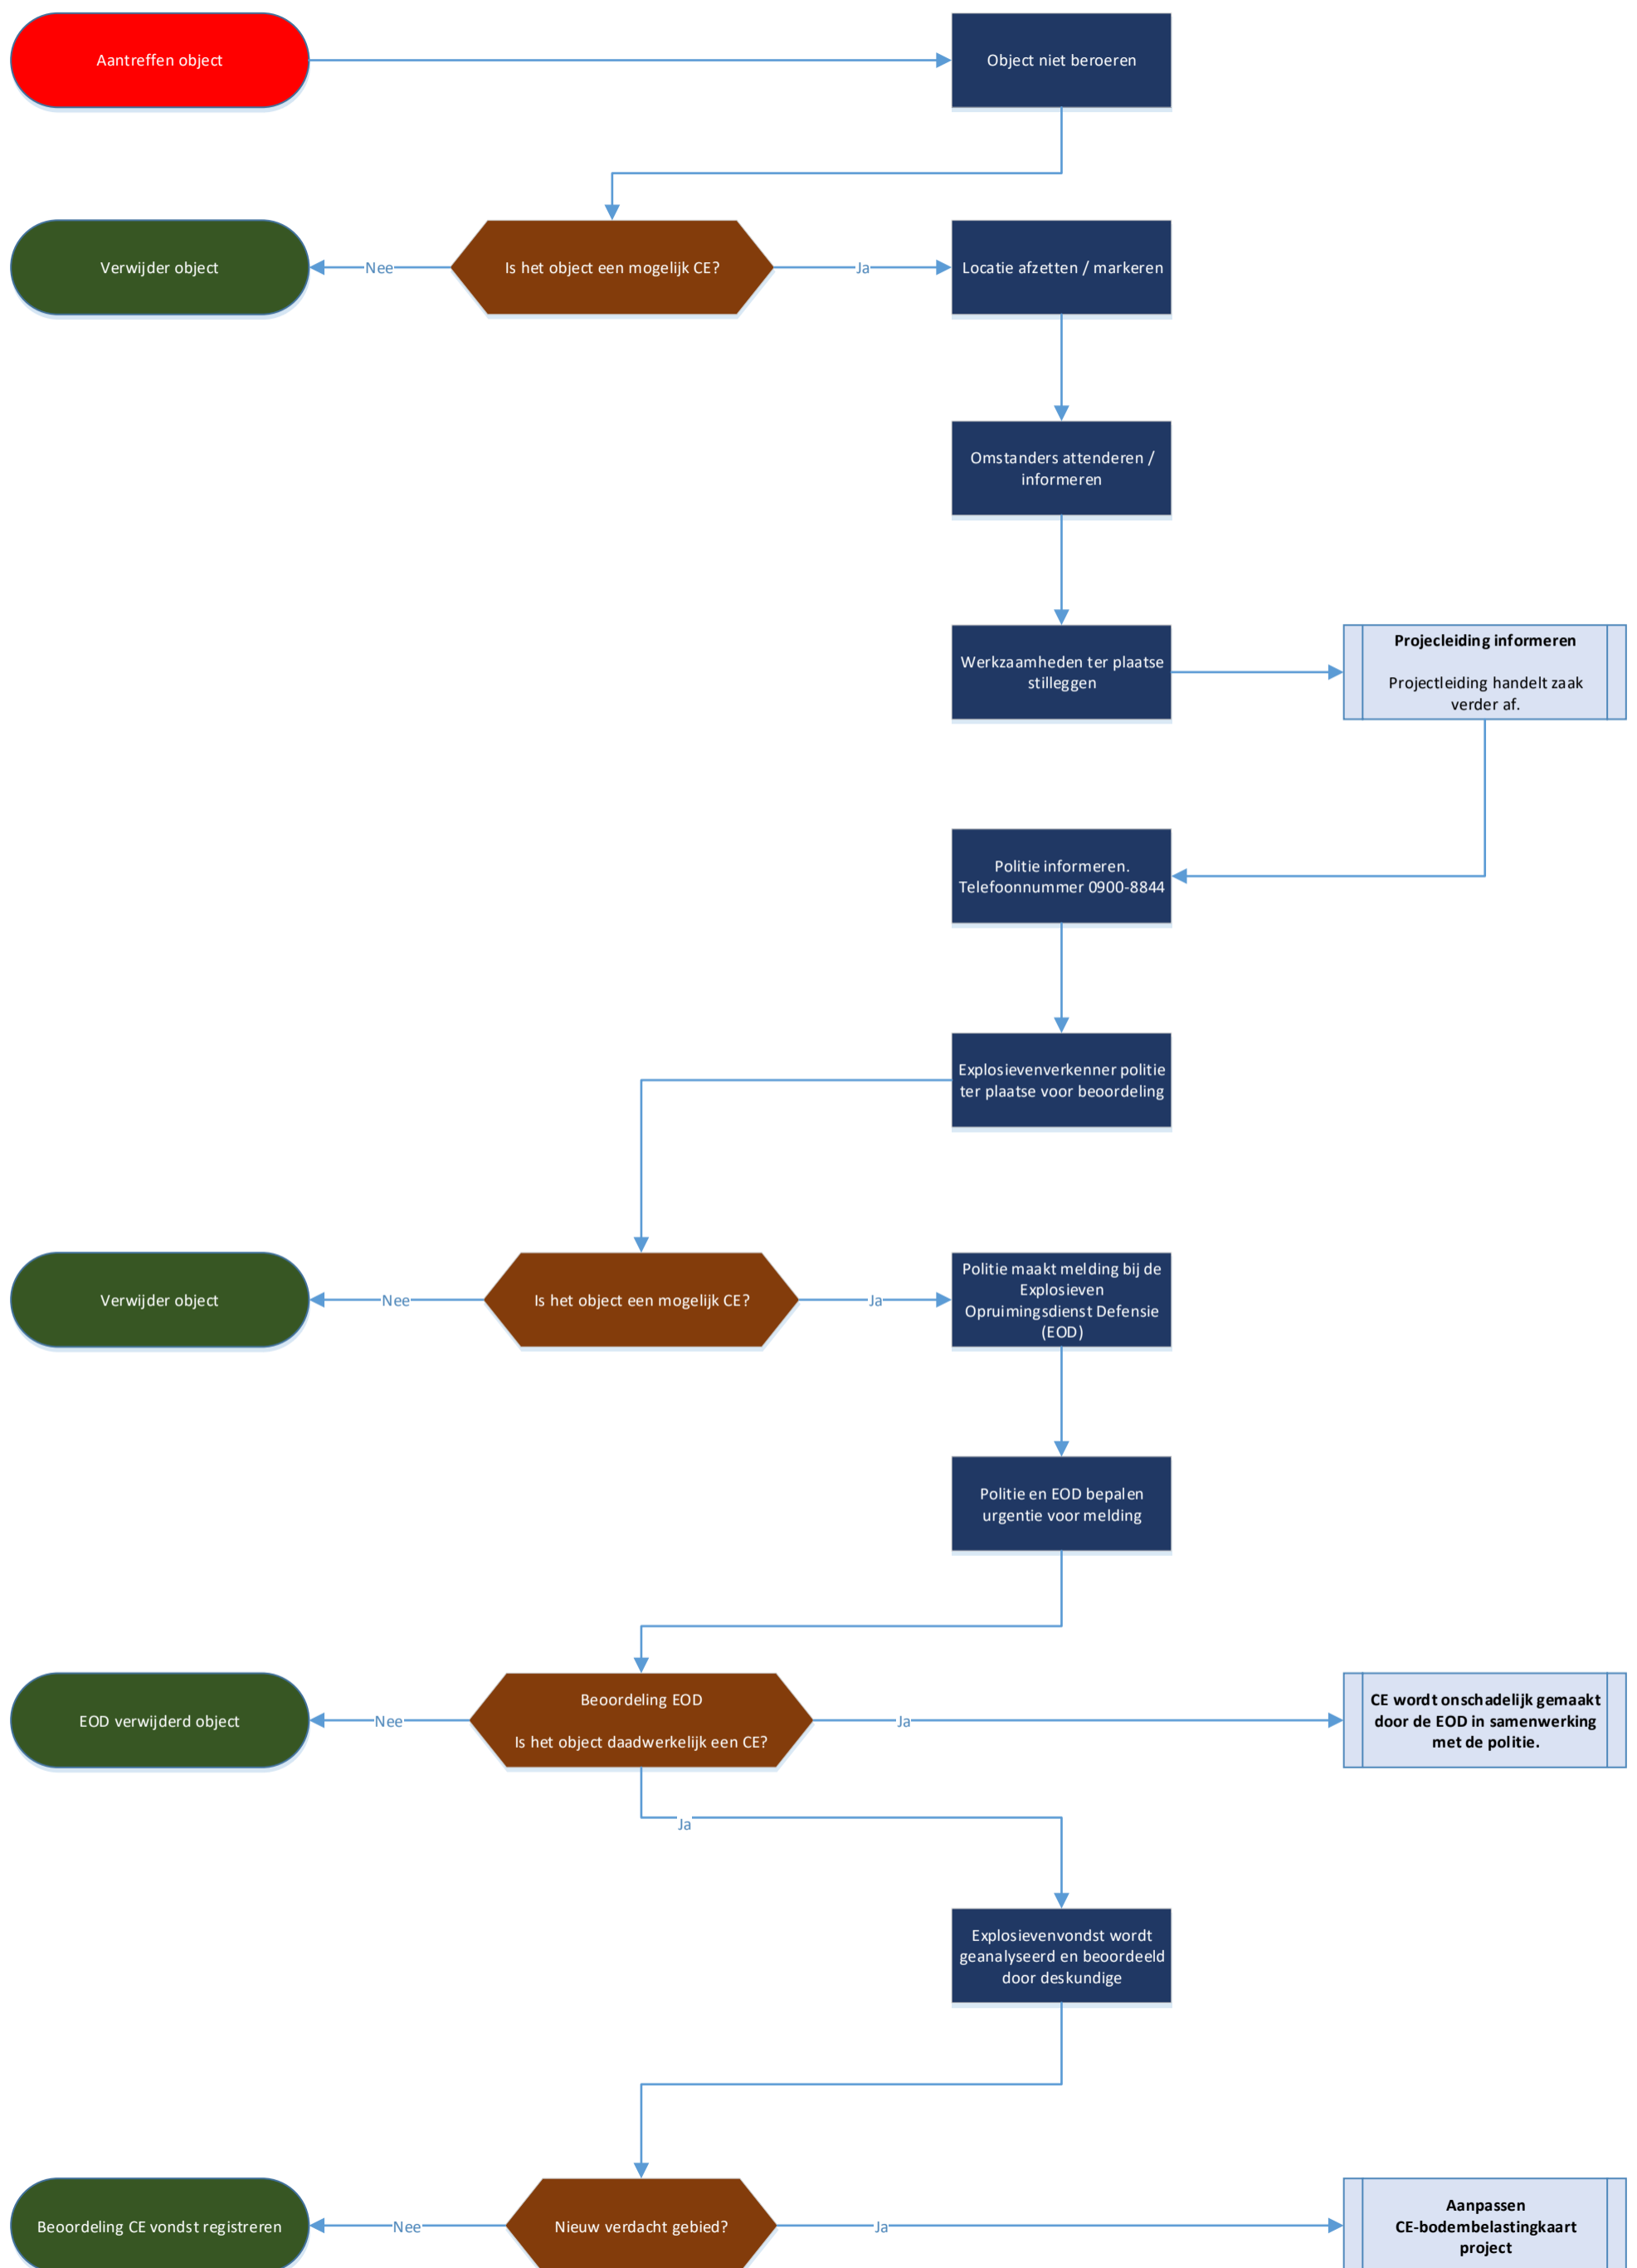 Aantreffen object
Object niet beroeren
Verwijder object
Nee
Is het object een mogelijk CE?
Ja
Locatie afzetten / markeren
Omstanders attenderen /
informeren
Werkzaamheden ter plaatse
stilleggen
Projecleiding informeren
Projectleiding handelt zaak
verder af.
Politie informeren.
Telefoonnummer 0900-8844
Explosievenverkenner politie
ter plaatse voor beoordeling
Verwijder object
Nee
Is het object een mogelijk CE?
Ja
Politie maakt melding bij de
Explosieven
Opruimingsdienst Defensie
(EOD)
Politie en EOD bepalen
urgentie voor melding
EOD verwijderd object
Nee
Beoordeling EOD
Is het object daadwerkelijk een CE?
Ja
CE wordt onschadelijk gemaakt
door de EOD in samenwerking
met de politie.
Ja
Explosievenvondst wordt
geanalyseerd en beoordeeld
door deskundige
Beoordeling CE vondst registreren
Nee
Nieuw verdacht gebied?
Ja
Aanpassen
CE-bodembelastingkaart
project